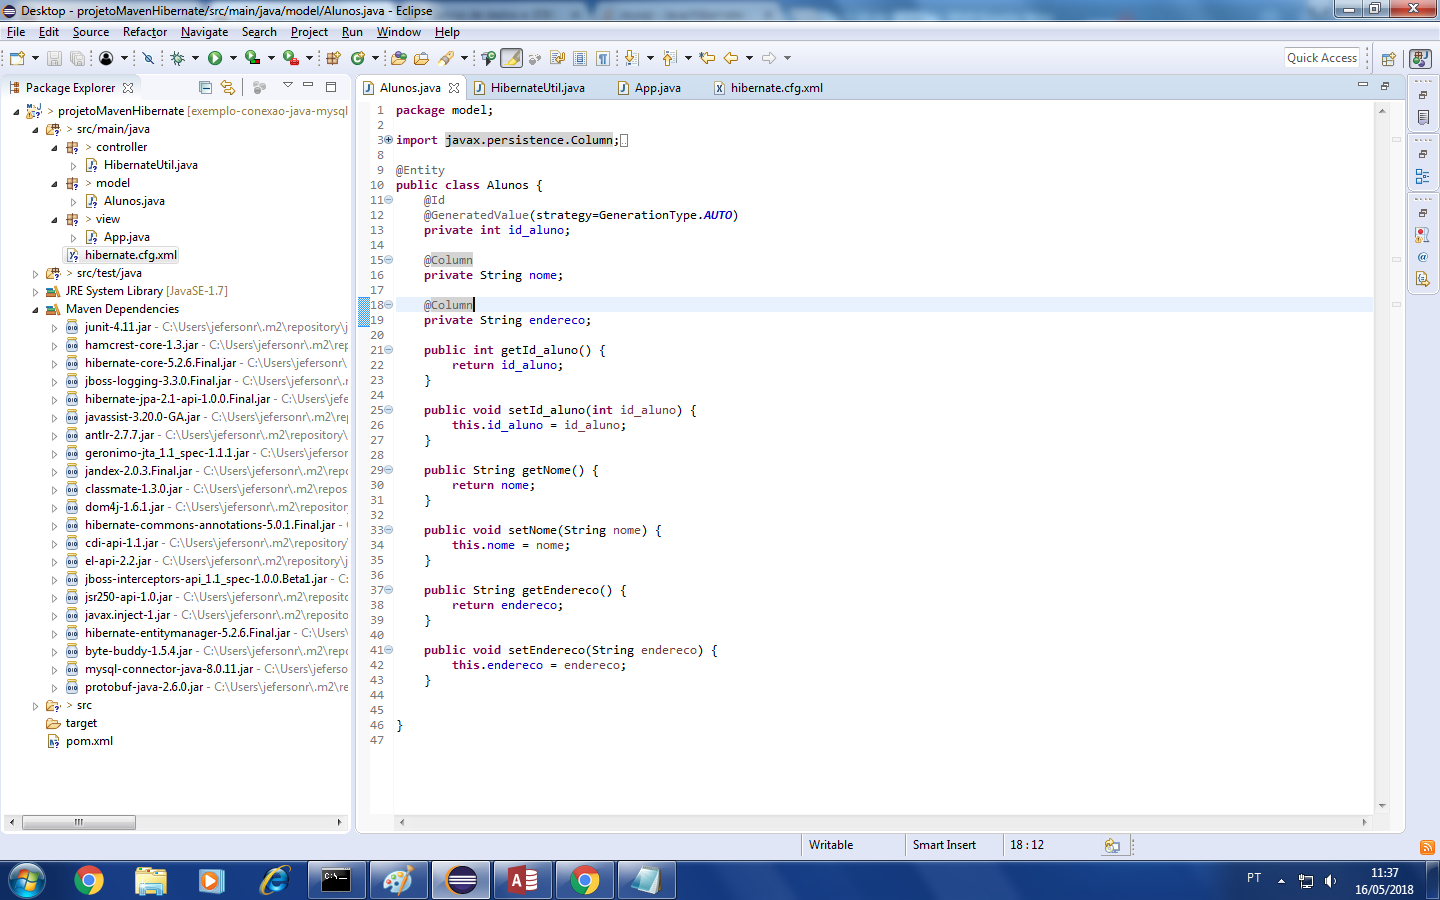 Desktop - projetoMavenHibernate/src/main/java/model/Alunos.java - Eclipse
File Edit Source Refactor Navigate Search Project Run Window Help
Quick Access
Package Explorer
projetoMavenHibernate [exemplo-conexao-java-mysql
> src/main/java
> controller
> HibernateUtil.java
> model
> Alunos.java
> view
> App.java
hibernate.cfg.xml
> src/test/java
JRE System Library [JavaSE-1.7]
Maven Dependencies
junit-4.11.jar - C:\Users\jefersonr\.m2\repository\j
hamcrest-core-1.3.jar - C:\Users\jefersonr\.m2\rep
hibernate-core-5.2.6.Final.jar - C:\Users\jefersonr\
jboss-logging-3.3.0.Final.jar - C:\Users\jefersonr\.
hibernate-jpa-2.1-api-1.0.0.Final.jar - C:\Users\jefe
javassist-3.20.0-GA.jar - C:\Users\jefersonr\.m2\rep
antlr-2.7.7.jar - C:\Users\jefersonr\.m2\repository\
geronimo-jta_1.1_spec-1.1.1.jar - C:\Users\jefersonr
jandex-2.0.3.Final.jar - C:\Users\jefersonr\.m2\repo
classmate-1.3.0.jar - C:\Users\jefersonr\.m2\repos
dom4j-1.6.1.jar - C:\Users\jefersonr\.m2\repositor
hibernate-commons-annotations-5.0.1.Final.jar -
cdi-api-1.1.jar - C:\Users\jefersonr\.m2\repository\
el-api-2.2.jar - C:\Users\jefersonr\.m2\repository\j
jboss-interceptors-api_1.1_spec-1.0.0.Beta1.jar - C:
jsr250-api-1.0.jar - C:\Users\jefersonr\.m2\reposito
javax.inject-1.jar - C:\Users\jefersonr\.m2\reposito
hibernate-entitymanager-5.2.6.Final.jar - C:\Users\
byte-buddy-1.5.4.jar - C:\Users\jefersonr\.m2\repo
mysql-connector-java-8.0.11.jar - C:\Users\jeferso
protobuf-java-2.6.0.jar - C:\Users\jefersonr\.m2\re
> src
target
pom.xml
Alunos.java HibernateUtil.java App.java hibernate.cfg.xml
1 package model;
2
3 import javax.persistence.Column;
8
9 @Entity
10 public class Alunos {
11 @Id
12 @GeneratedValue(strategy=GenerationType.AUTO)
13 private int id_aluno;
14
15 @Column
16 private String nome;
17
18 @Column
19 private String endereco;
20
21 public int getId_aluno() {
22 return id_aluno;
23 }
24
25 public void setId_aluno(int id_aluno) {
26 this.id_aluno = id_aluno;
27 }
28
29 public String getNome() {
30 return nome;
31 }
32
33 public void setNome(String nome) {
34 this.nome = nome;
35 }
36
37 public String getEndereco() {
38 return endereco;
39 }
40
41 public void setEndereco(String endereco) {
42 this.endereco = endereco;
43 }
44
45
46 }
47
Writable Smart Insert 18 : 12
PT 11:37
16/05/2018